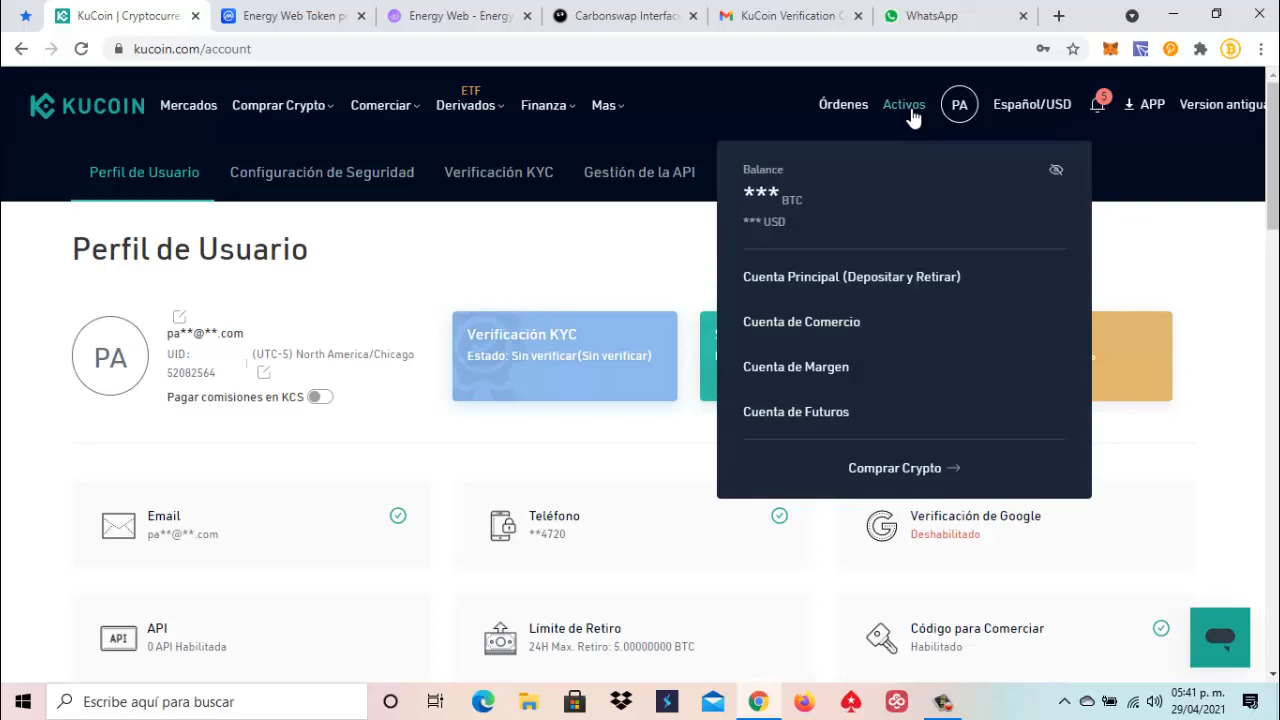 KuCoin | Cryptocurre
Energy Web Token p
Energy Web - Energy
Carbonswap Interfac
KuCoin Verification C
WhatsApp
kucoin.com/account
KUCOIN
Mercados
Comprar Crypto
Comerciar
ETF
Derivados
Finanza
Mas
Órdenes
Activos
PA
Español/USD
5
APP
Version antigua
Perfil de Usuario
Configuración de Seguridad
Verificación KYC
Gestión de la API
Balance
*** BTC
*** USD
Cuenta Principal (Depositar y Retirar)
Cuenta de Comercio
Cuenta de Margen
Cuenta de Futuros
Comprar Crypto
Perfil de Usuario
PA
pa**@**.com
UID:
52082564
(UTC-5) North America/Chicago
Pagar comisiones en KCS
Verificación KYC
Estado: Sin verificar(Sin verificar)
Email
pa**@**.com
Teléfono
**4720
Verificación de Google
Deshabilitado
API
API
0 API Habilitada
Límite de Retiro
24H Max. Retiro: 5.00000000 BTC
Código para Comerciar
Habilitado
Escribe aquí para buscar
05:41 p. m.
29/04/2021